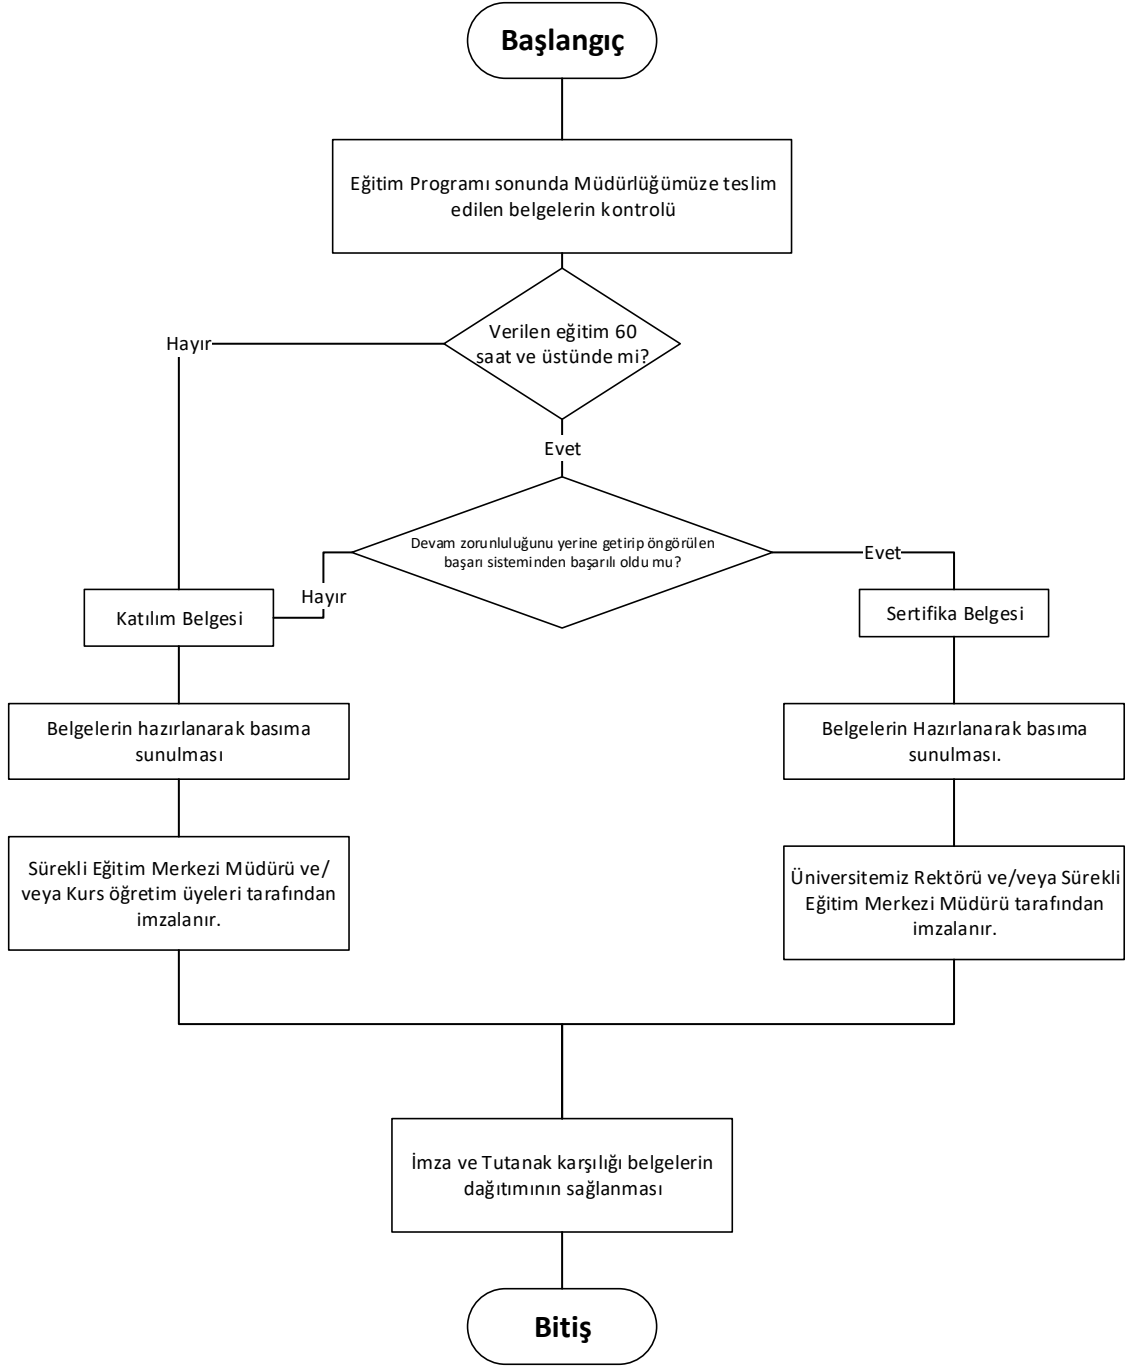 Başlangıç
Eğitim Programı sonunda Müdürlüğümüze teslim
edilen belgelerin kontrolü
Verilen eğitim 60
saat ve üstünde mi?
Hayır
Evet
Devam zorunluluğunu yerine getirip öngörülen
başarı sisteminden başarılı oldu mu?
Hayır
Evet
Katılım Belgesi
Sertifika Belgesi
Belgelerin hazırlanarak basıma
sunulması
Belgelerin Hazırlanarak basıma
sunulması.
Sürekli Eğitim Merkezi Müdürü ve/
veya Kurs öğretim üyeleri tarafından
imzalanır.
Üniversitemiz Rektörü ve/veya Sürekli
Eğitim Merkezi Müdürü tarafından
imzalanır.
İmza ve Tutanak karşılığı belgelerin
dağıtımının sağlanması
Bitiş